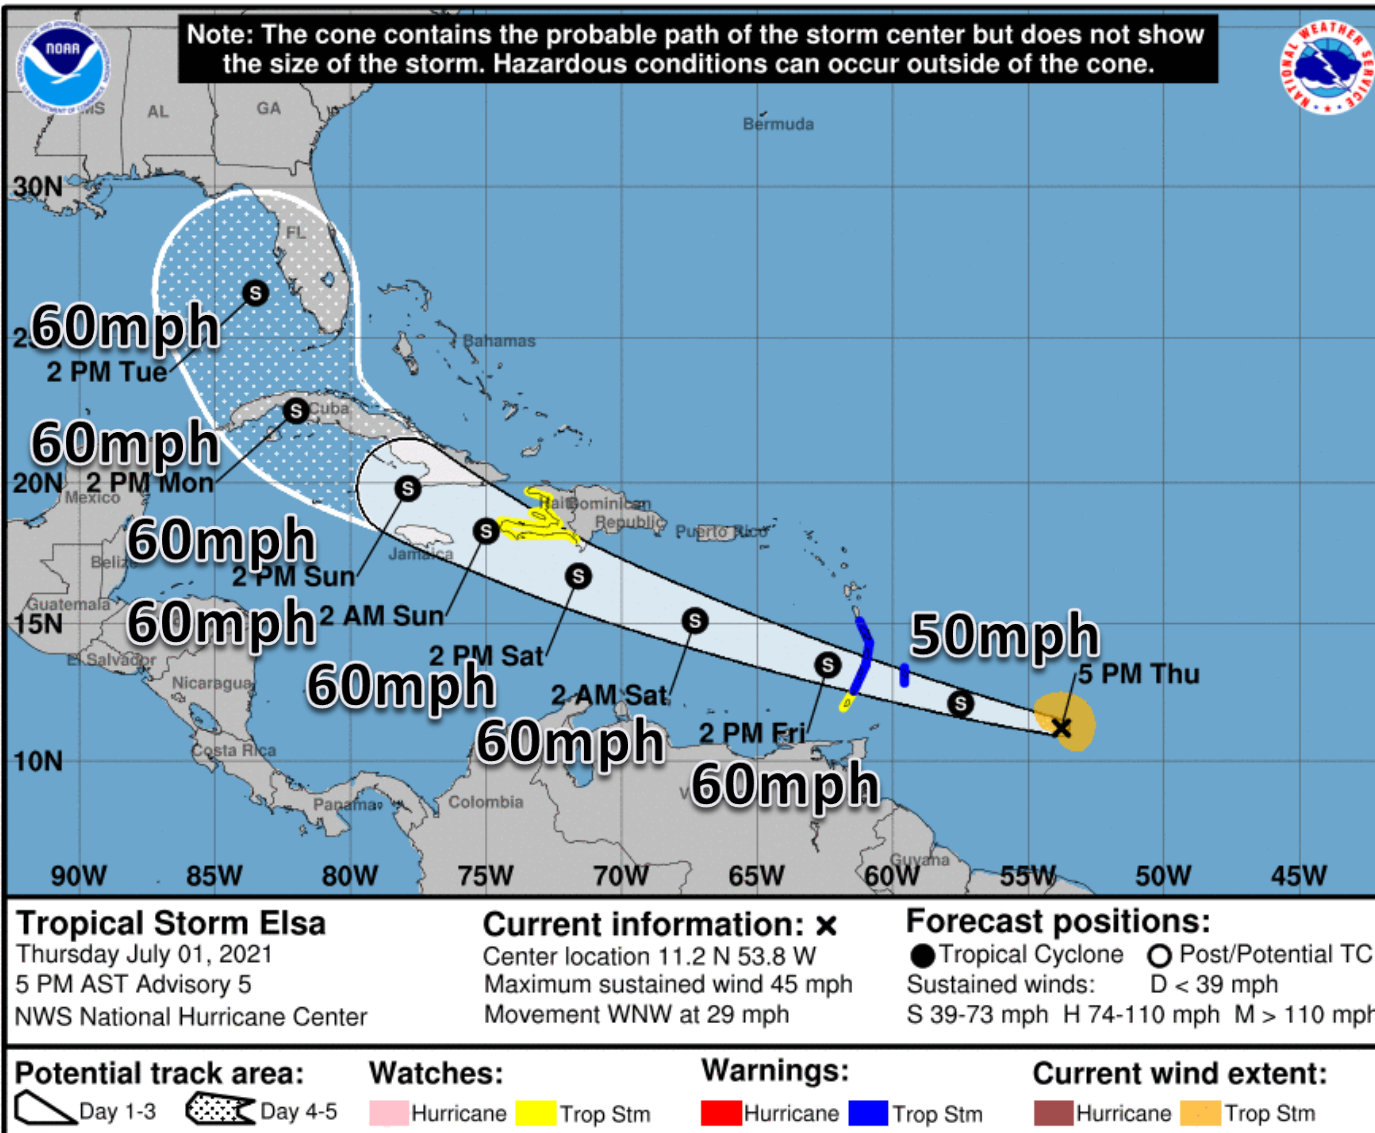 Note: The cone contains the probable path of the storm center but does not show
the size of the storm. Hazardous conditions can occur outside of the cone.
NOAA
NATIONAL WEATHER SERVICE
MS
AL
GA
Bermuda
30N
FL
60mph
25N
Bahamas
2 PM Tue
Cuba
60mph
20N
2 PM Mon
Mexico
Haiti
Dominican
Republic
Puerto Rico
60mph
Jamaica
Belize
2 PM Sun
Guatemala
60mph
2 AM Sun
15N
50mph
El Salvador
2 PM Sat
5 PM Thu
Nicaragua
60mph
2 AM Sat
2 PM Fri
60mph
Costa Rica
10N
60mph
Panama
Colombia
Guyana
90W 85W 80W 75W 70W 65W 60W 55W 50W 45W
S
S
S
S
S
S
S
S
Tropical Storm Elsa
Thursday July 01, 2021
5 PM AST Advisory 5
NWS National Hurricane Center
Current information: x
Center location 11.2 N 53.8 W
Maximum sustained wind 45 mph
Movement WNW at 29 mph
Forecast positions:
Tropical Cyclone Post/Potential TC
Sustained winds: D < 39 mph
S 39-73 mph H 74-110 mph M > 110 mph
Potential track area:
Day 1-3 Day 4-5
Watches:
Hurricane Trop Stm
Warnings:
Hurricane Trop Stm
Current wind extent:
Hurricane Trop Stm